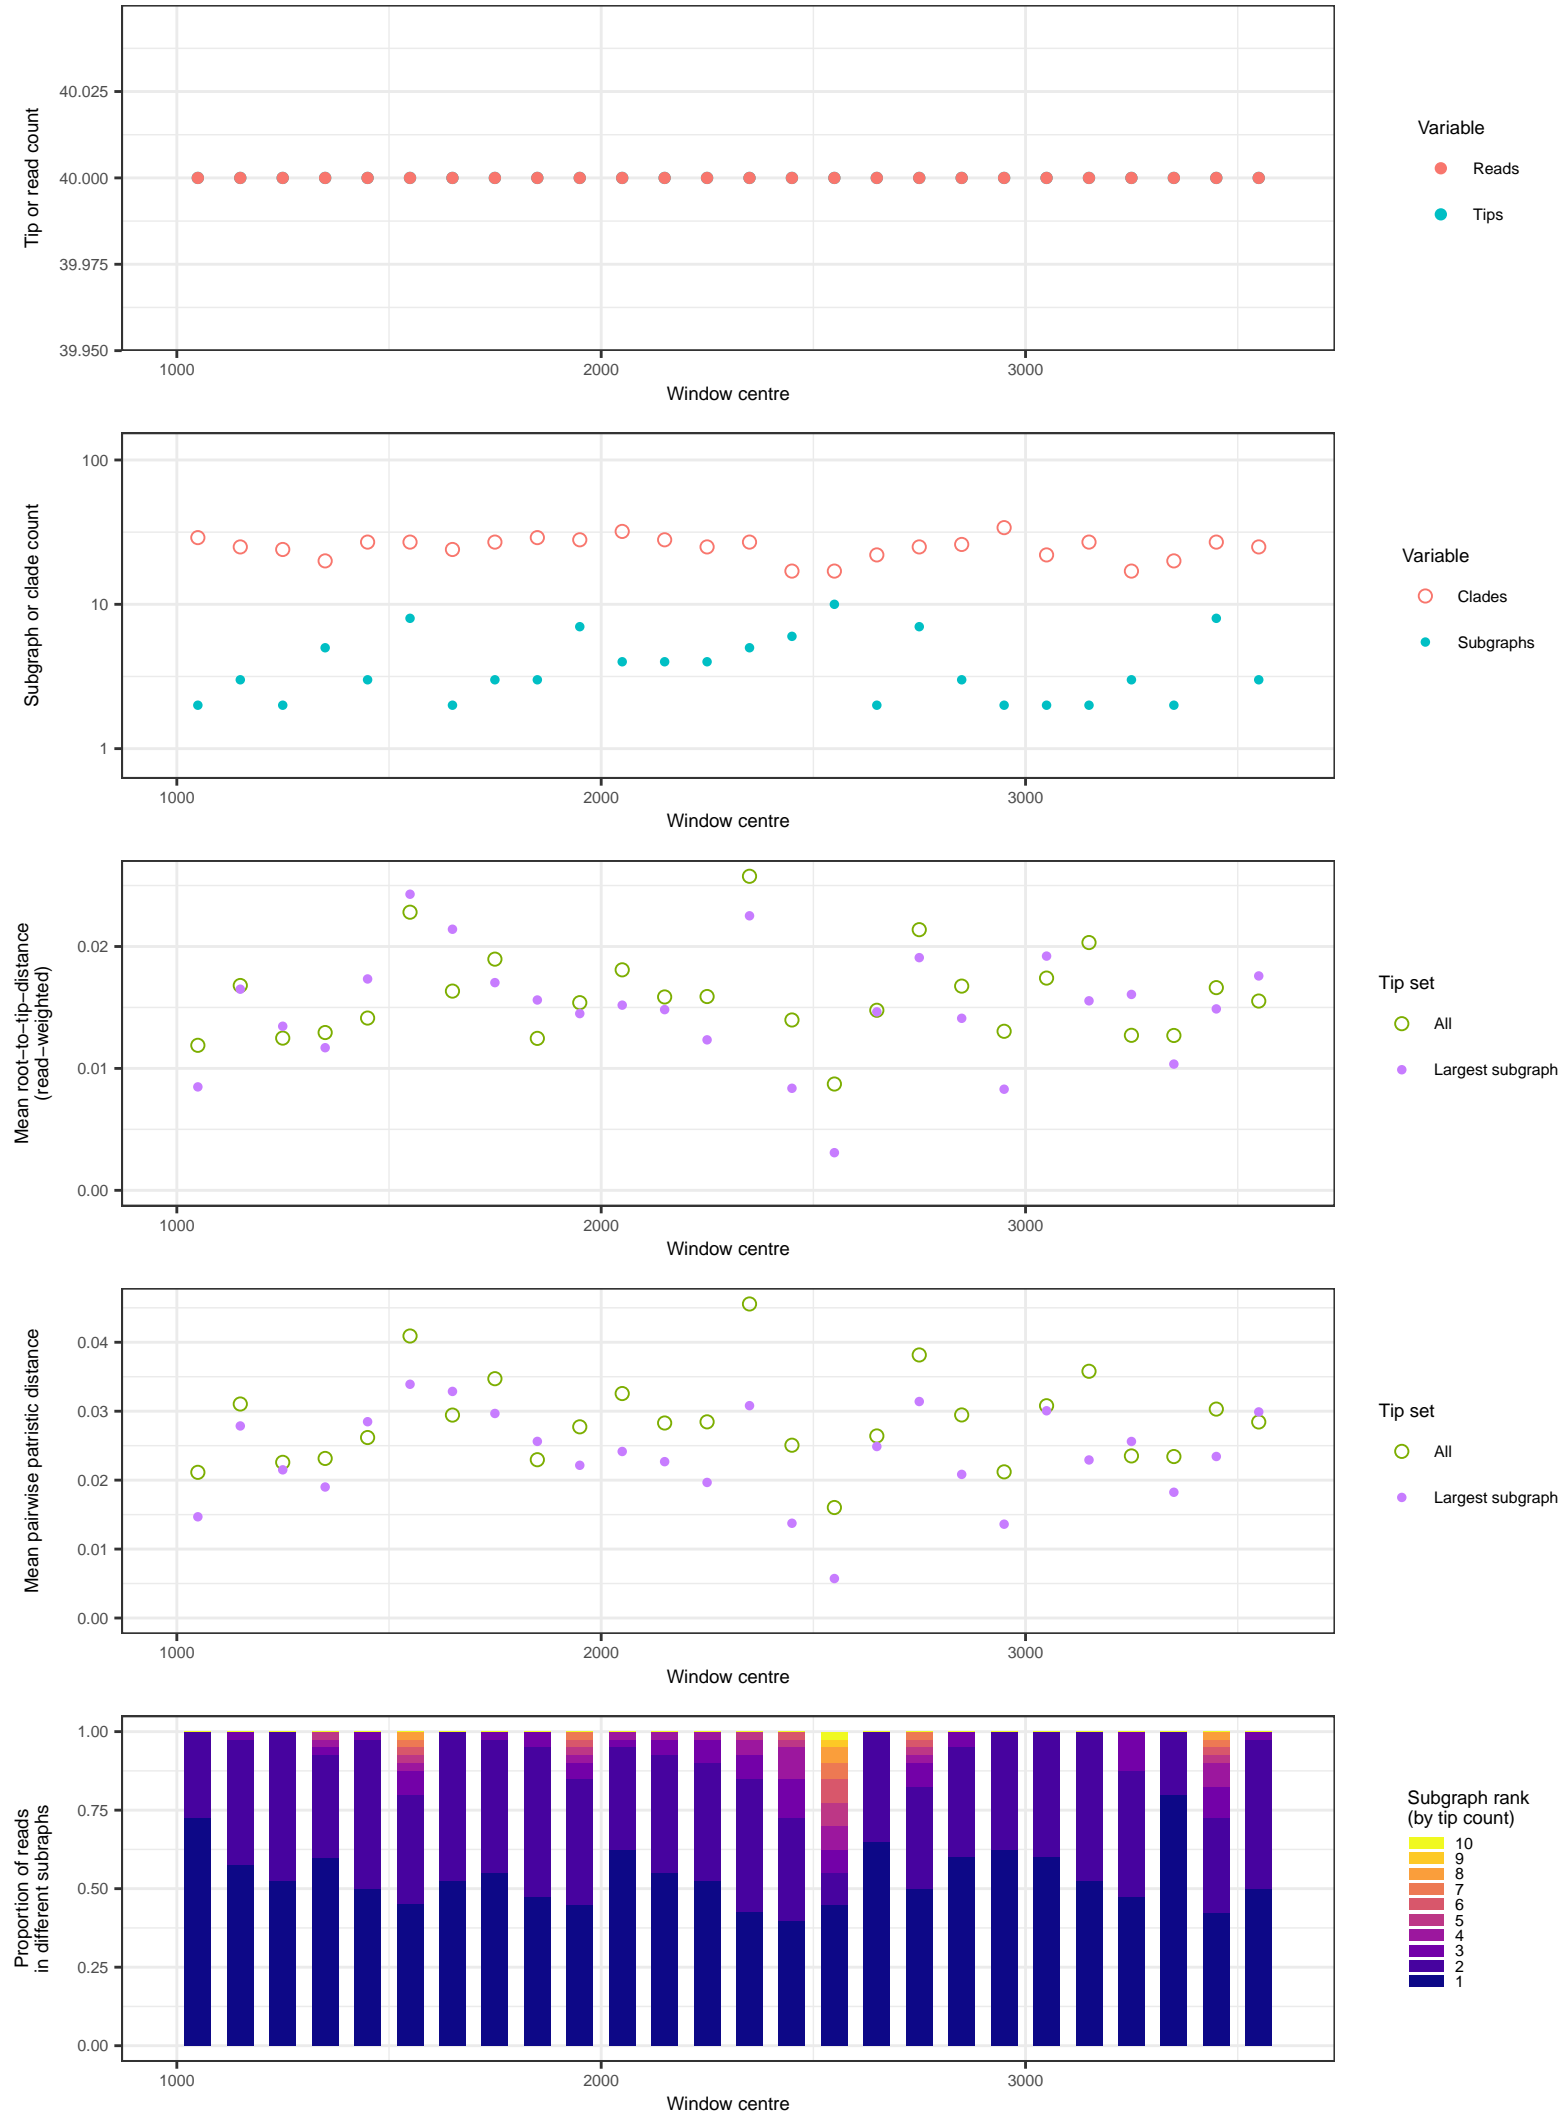 Tip or read count
40.025
40.000
39.975
39.950
1000
2000
3000
Window centre
Variable
Reads
Tips
Subgraph or clade count
100
10
1
1000
2000
3000
Window centre
Variable
Clades
Subgraphs
Mean root−to−tip−distance
(read−weighted)
0.02
0.01
0.00
1000
2000
3000
Window centre
Tip set
All
Largest subgraph
Mean pairwise patristic distance
0.04
0.03
0.02
0.01
0.00
1000
2000
3000
Window centre
Tip set
All
Largest subgraph
Proportion of reads
in different subraphs
1.00
0.75
0.50
0.25
0.00
1000
2000
3000
Window centre
Subgraph rank
(by tip count)
10
9
8
7
6
5
4
3
2
1